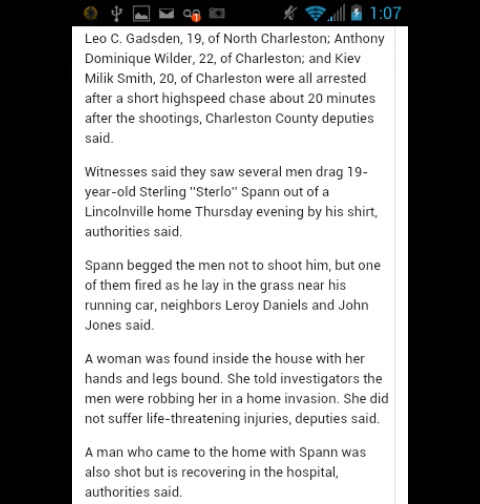 1:07
Leo C. Gadsden, 19, of North Charleston; Anthony
Dominique Wilder, 22, of Charleston; and Kiev
Milik Smith, 20, of Charleston were all arrested
after a short highspeed chase about 20 minutes
after the shootings, Charleston County deputies
said.
Witnesses said they saw several men drag 19-
year-old Sterling "Sterlo" Spann out of a
Lincolnville home Thursday evening by his shirt,
authorities said.
Spann begged the men not to shoot him, but one
of them fired as he lay in the grass near his
running car, neighbors Leroy Daniels and John
Jones said.
A woman was found inside the house with her
hands and legs bound. She told investigators the
men were robbing her in a home invasion. She did
not suffer life-threatening injuries, deputies said.
A man who came to the home with Spann was
also shot but is recovering in the hospital,
authorities said.